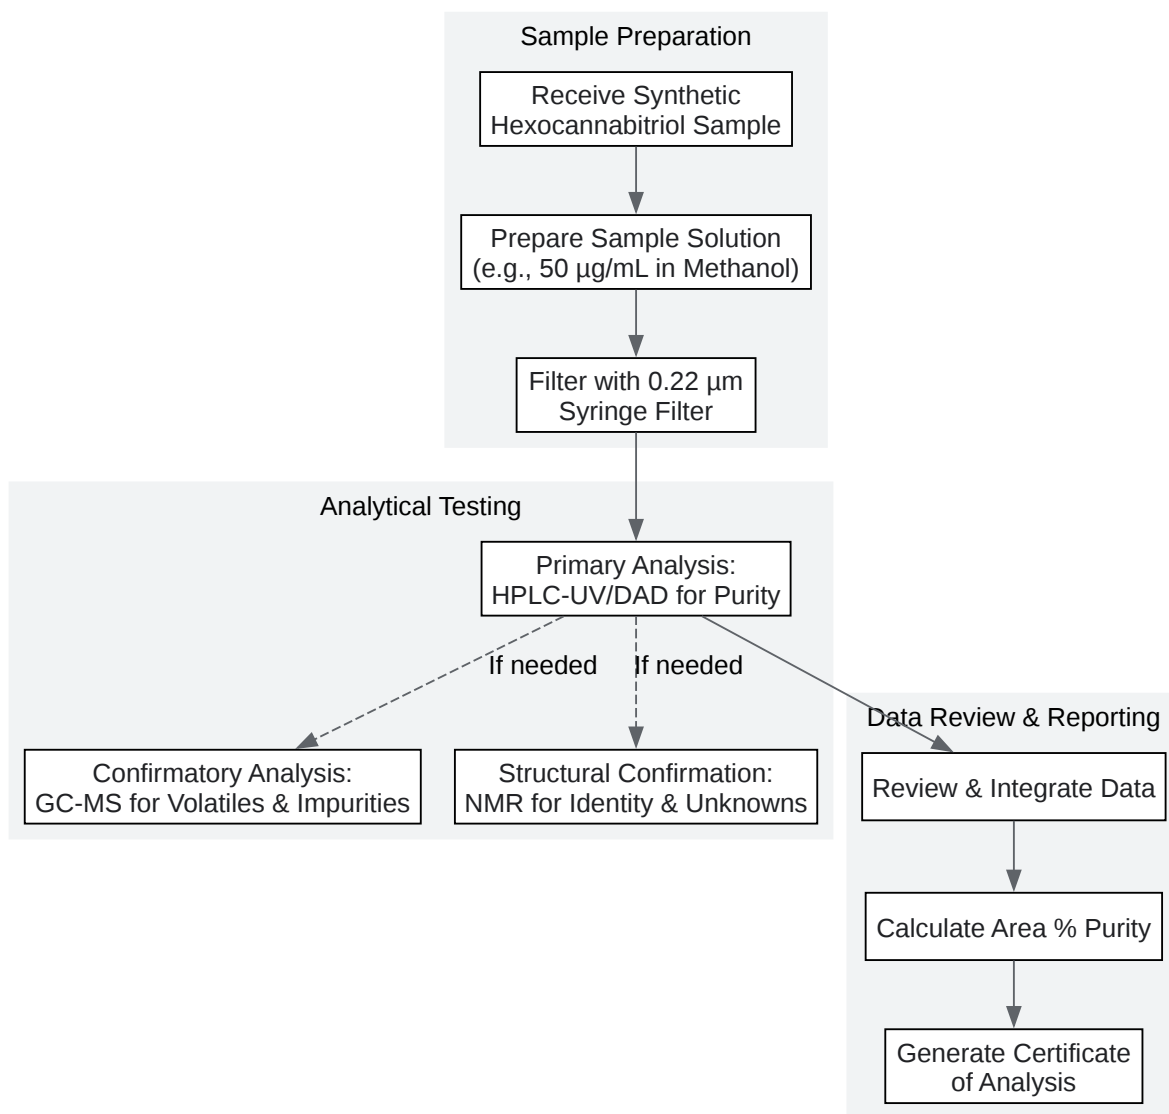 Sample Preparation
Receive Synthetic
Hexocannabitriol Sample
Prepare Sample Solution
(e.g., 50 µg/mL in Methanol)
Filter with 0.22 µm
Syringe Filter
Analytical Testing
Primary Analysis:
HPLC-UV/DAD for Purity
If needed
If needed
Confirmatory Analysis:
GC-MS for Volatiles & Impurities
Structural Confirmation:
NMR for Identity & Unknowns
Data Review & Reporting
Review & Integrate Data
Calculate Area % Purity
Generate Certificate
of Analysis